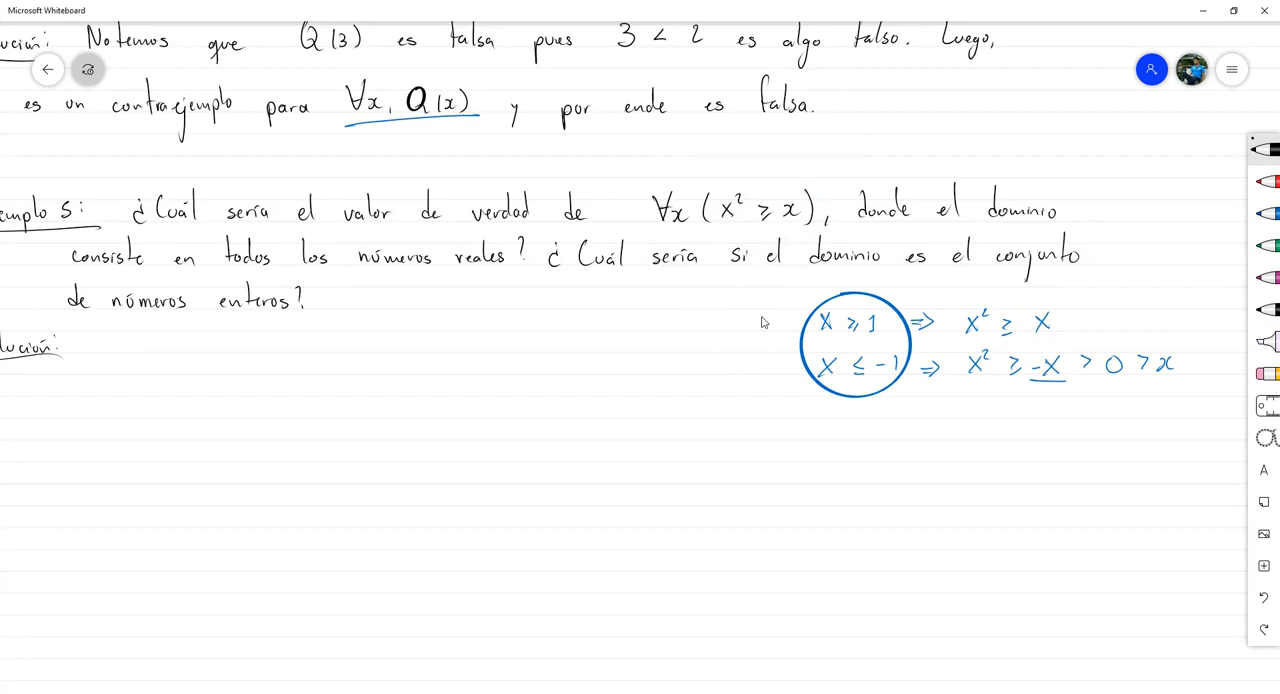 Microsoft Whiteboard
ución: Notemos que Q(3) es falsa pues 3 < 2 es algo falso. Luego,
es un contraejemplo para ∀x, Q(x) y por ende es falsa.
emplo 5: ¿Cuál sería el valor de verdad de ∀x (x² ≥ x), donde el dominio
consiste en todos los números reales? ¿Cuál sería si el dominio es el conjunto
de números enteros?
x ≥ 1 ⇒ x² ≥ x
lución:
x ≤ -1 ⇒ x² ≥ -x > 0 > x
A